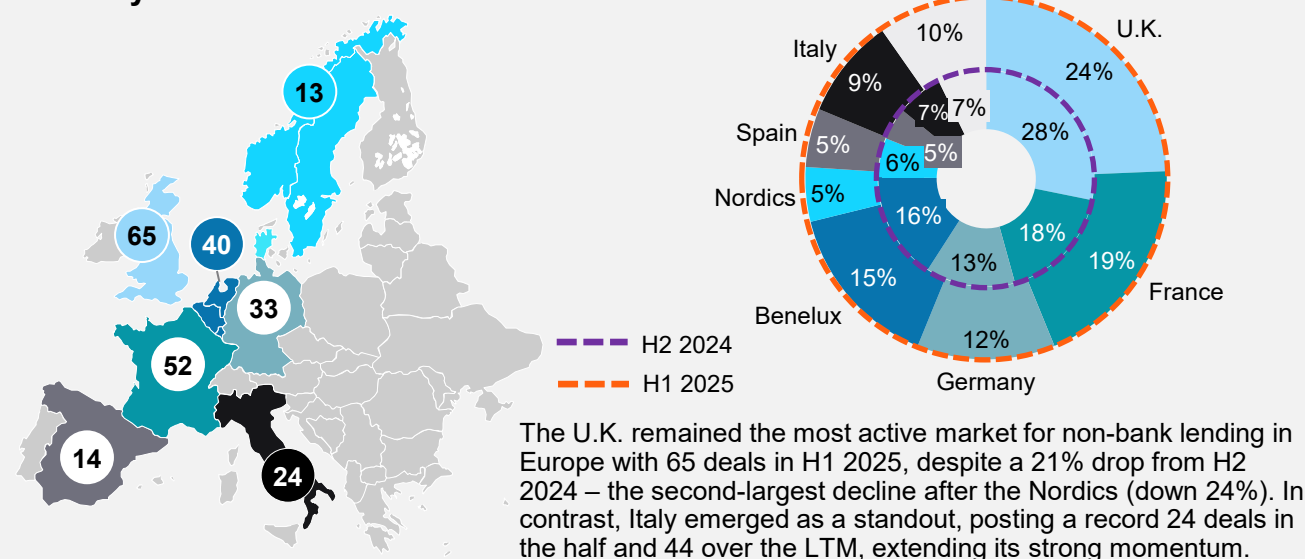 13
65
40
33
52
14
24
Italy
10%
U.K.
9%
24%
7%
7%
28%
Spain
5%
6%
5%
Nordics
5%
16%
18%
13%
15%
19%
Benelux
12%
France
Germany
H2 2024
H1 2025
The U.K. remained the most active market for non-bank lending in
Europe with 65 deals in H1 2025, despite a 21% drop from H2
2024 – the second-largest decline after the Nordics (down 24%). In
contrast, Italy emerged as a standout, posting a record 24 deals in
the half and 44 over the LTM, extending its strong momentum.